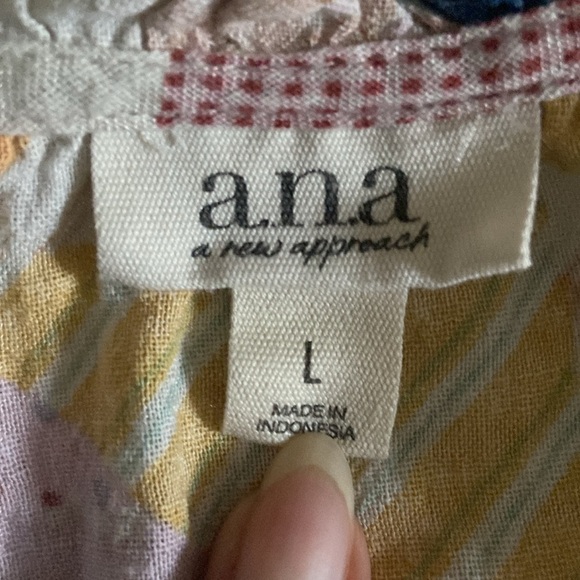 a.n.a
a new approach
L
MADE IN
INDONESIA